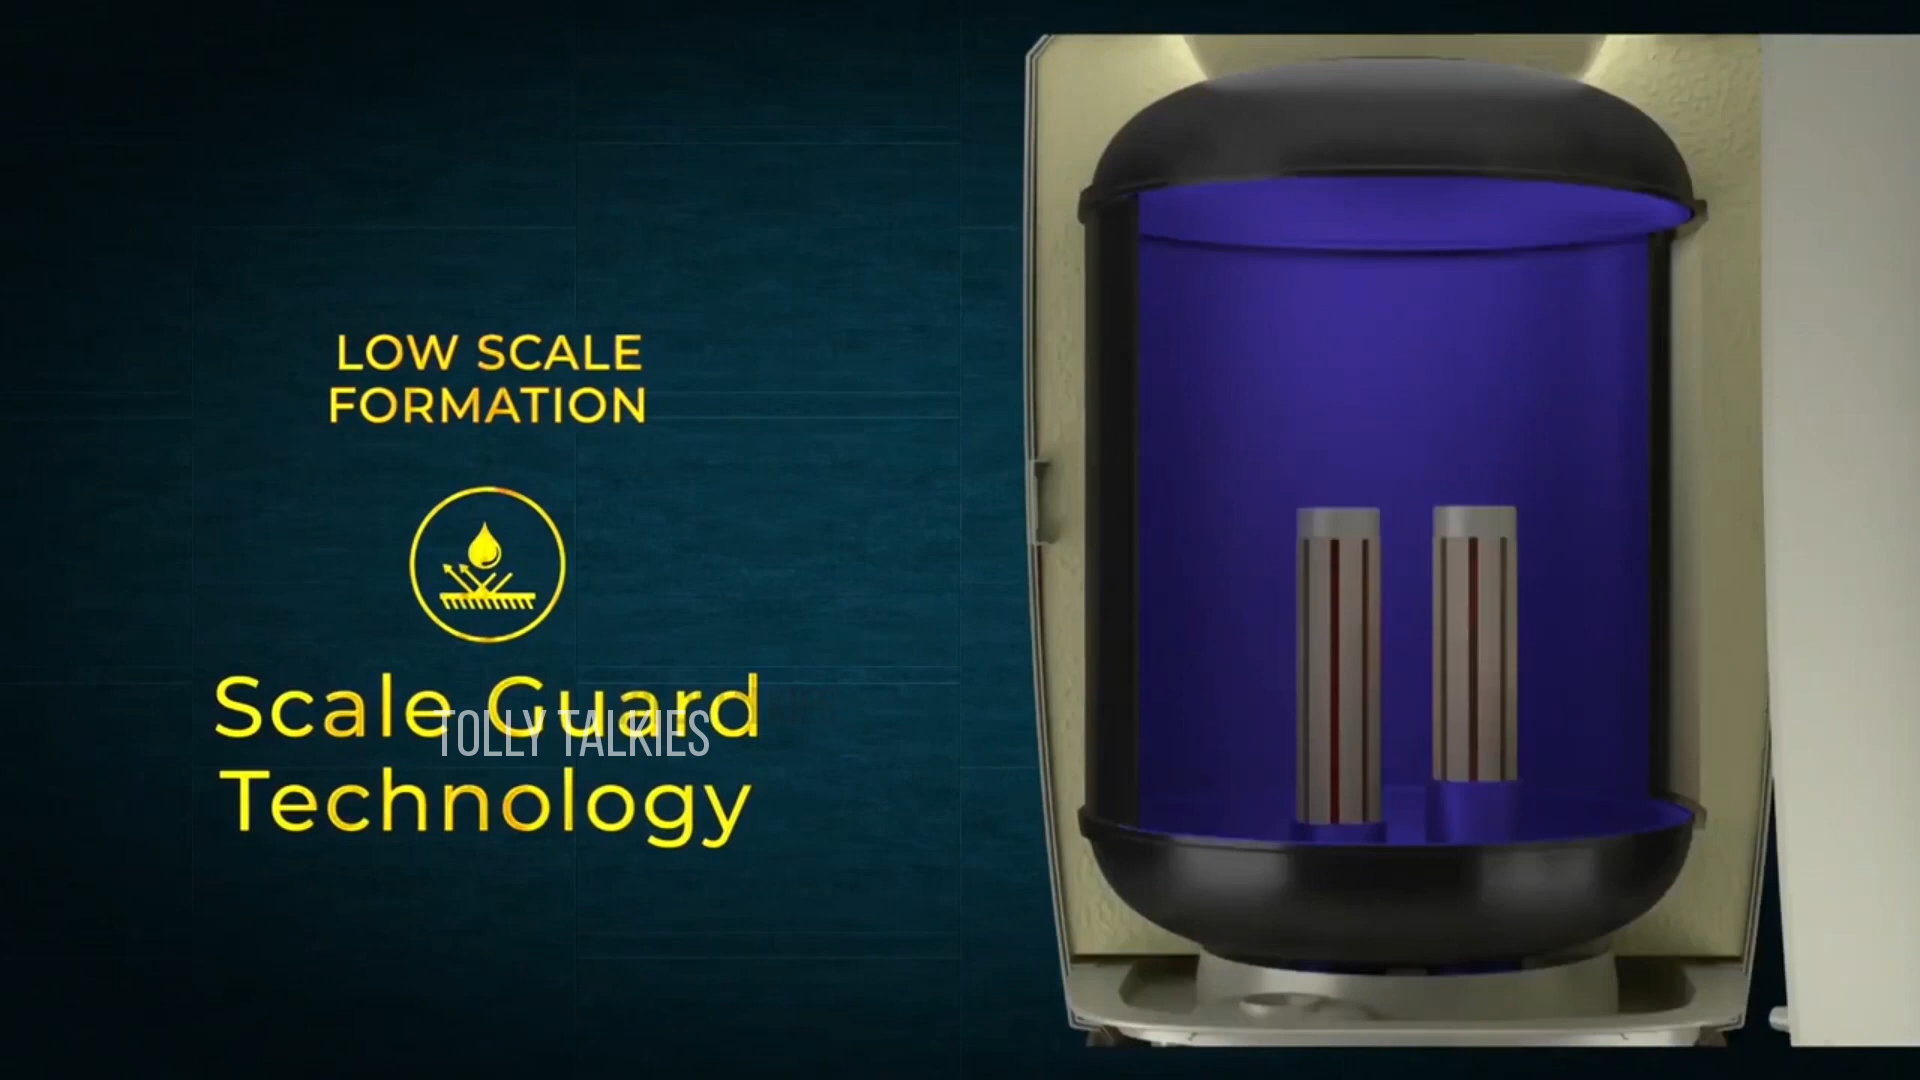 LOW SCALE
FORMATION
Scale Guard
TOLLY TALKIES
Technology